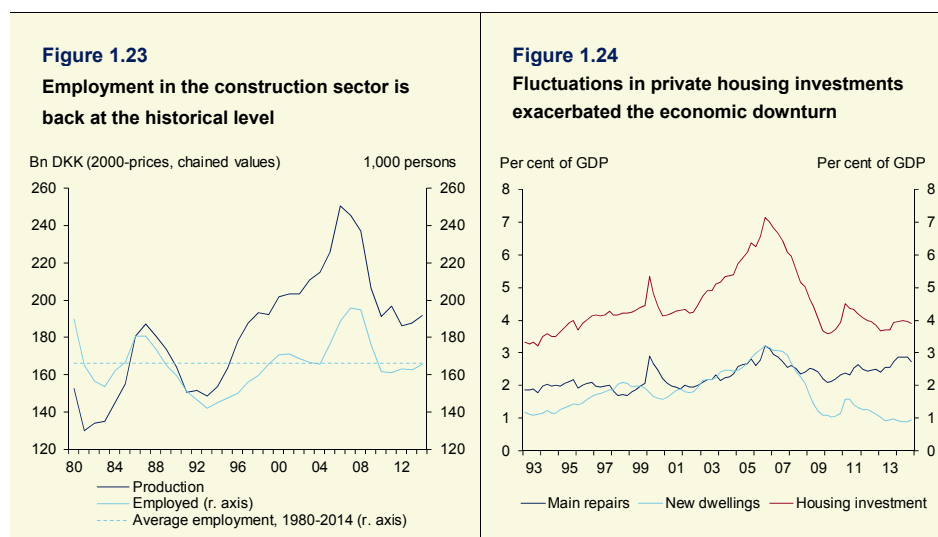 Figure 1.23
Employment in the construction sector is
back at the historical level
Bn DKK (2000-prices, chained values) 1,000 persons
260 260
240 240
220 220
200 200
180 180
160 160
140 140
120 120
80 84 88 92 96 00 04 08 12
Production
Employed (r. axis)
Average employment, 1980-2014 (r. axis)
Figure 1.24
Fluctuations in private housing investments
exacerbated the economic downturn
Per cent of GDP Per cent of GDP
8 8
7 7
6 6
5 5
4 4
3 3
2 2
1 1
0 0
93 95 97 99 01 03 05 07 09 11 13
Main repairs New dwellings Housing investment